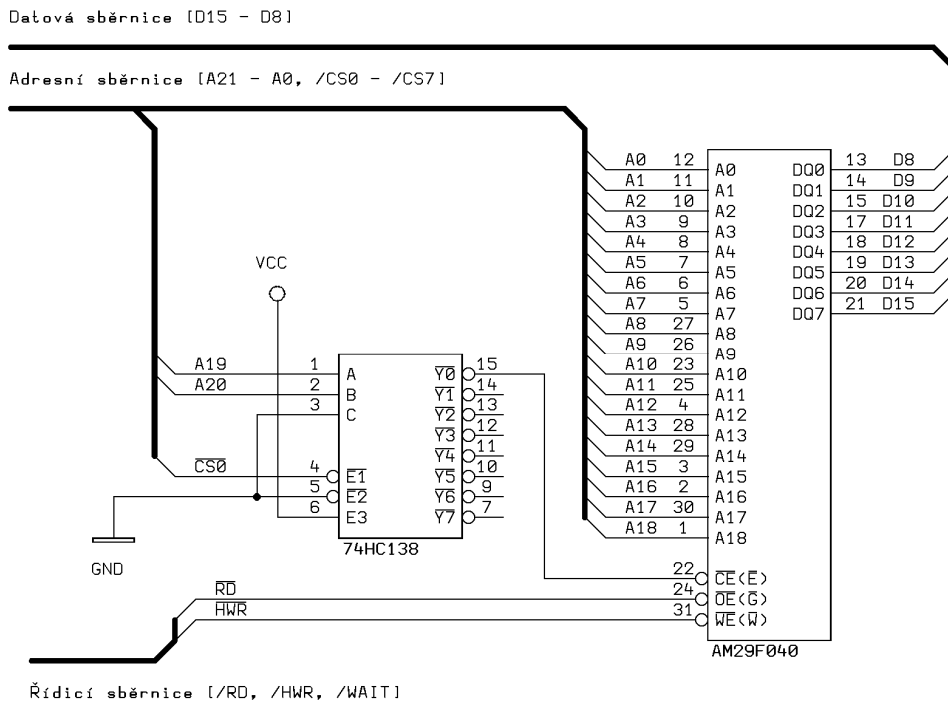 Datová sběrnice [D15 - D8]
Adresní sběrnice [A21 - A0, /CS0 - /CS7]
A0 12 A0 DQ0 13 D8
A1 11 A1 DQ1 14 D9
A2 10 A2 DQ2 15 D10
A3 9 A3 DQ3 17 D11
A4 8 A4 DQ4 18 D12
A5 7 A5 DQ5 19 D13
A6 6 A6 DQ6 20 D14
A7 5 A7 DQ7 21 D15
A8 27 A8
A9 26 A9
A10 23 A10
A11 25 A11
A12 4 A12
A13 28 A13
A14 29 A14
A15 3 A15
A16 2 A16
A17 30 A17
A18 1 A18
22 CE(E)
24 OE(G)
31 WE(W)
AM29F040
VCC
A19 1 A Y0 15
A20 2 B Y1 14
3 C Y2 13
Y3 12
Y4 11
CS0 4 E1 Y5 10
5 E2 Y6 9
6 E3 Y7 7
74HC138
GND
RD
HWR
Řídicí sběrnice [/RD, /HWR, /WAIT]